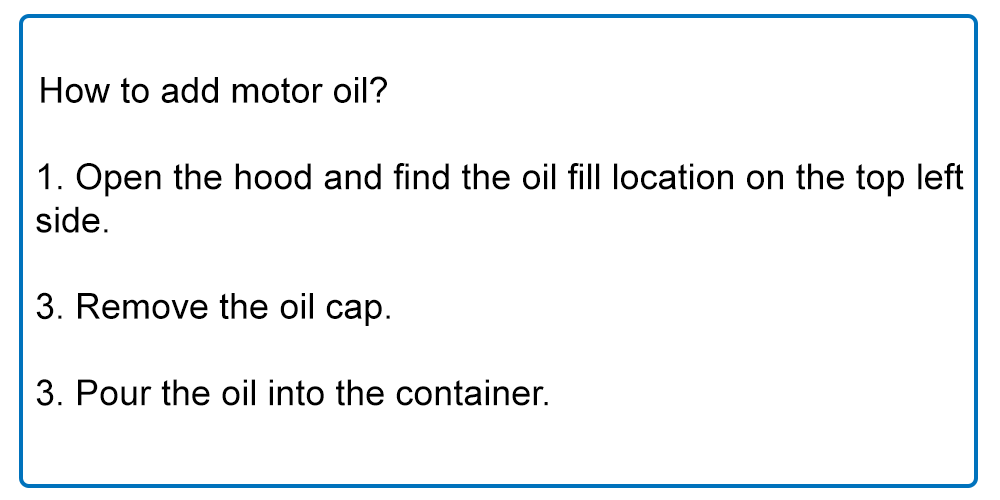 How to add motor oil?
1. Open the hood and find the oil fill location on the top left
side.
3. Remove the oil cap.
3. Pour the oil into the container.